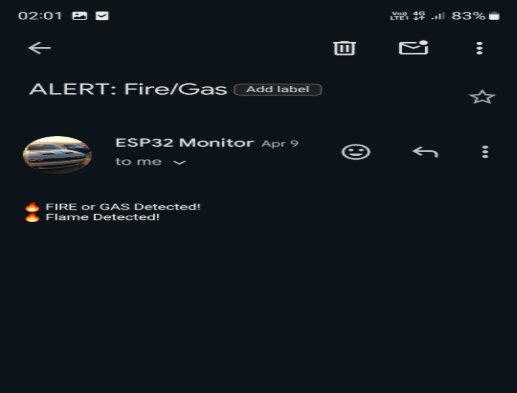 02:01 VoD LTE1 4G 83%
ALERT: Fire/Gas Add label
ESP32 Monitor Apr 9
to me
🔥 FIRE or GAS Detected!
🔥 Flame Detected!